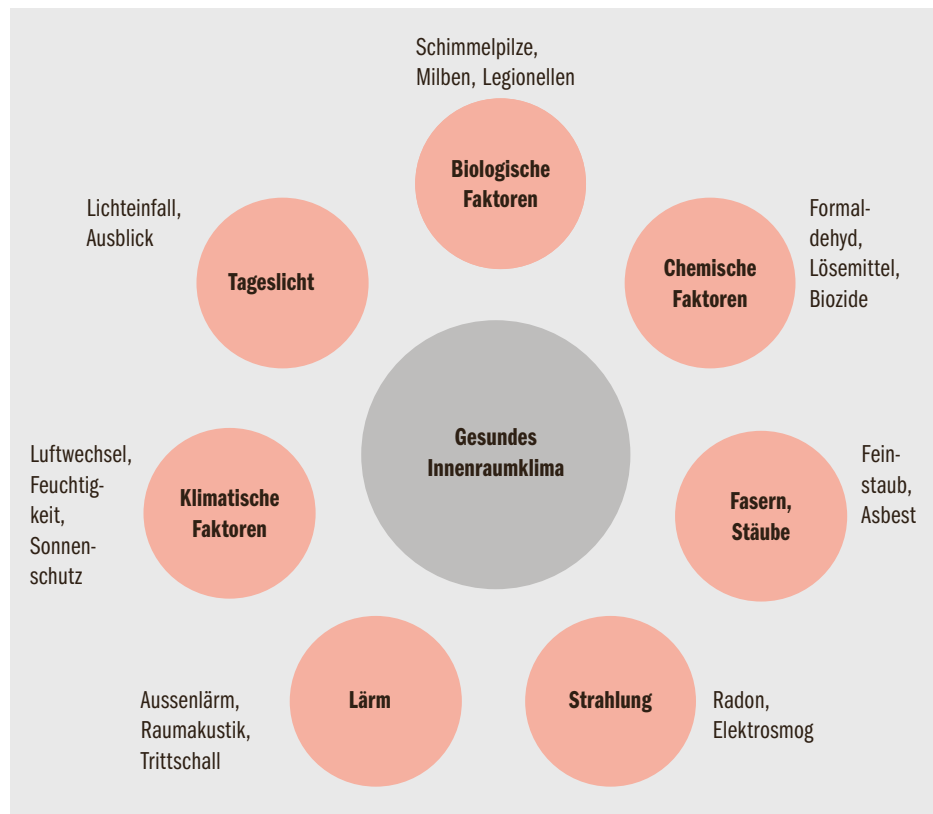 Schimmelpilze,
Milben, Legionellen
Biologische
Faktoren
Lichteinfall,
Ausblick
Tageslicht
Chemische
Faktoren
Formal-
dehyd,
Lösemittel,
Biozide
Gesundes
Innenraumklima
Luftwechsel,
Feuchtig-
keit,
Sonnen-
schutz
Klimatische
Faktoren
Fasern,
Stäube
Fein-
staub,
Asbest
Aussenlärm,
Raumakustik,
Trittschall
Lärm
Strahlung
Radon,
Elektrosmog